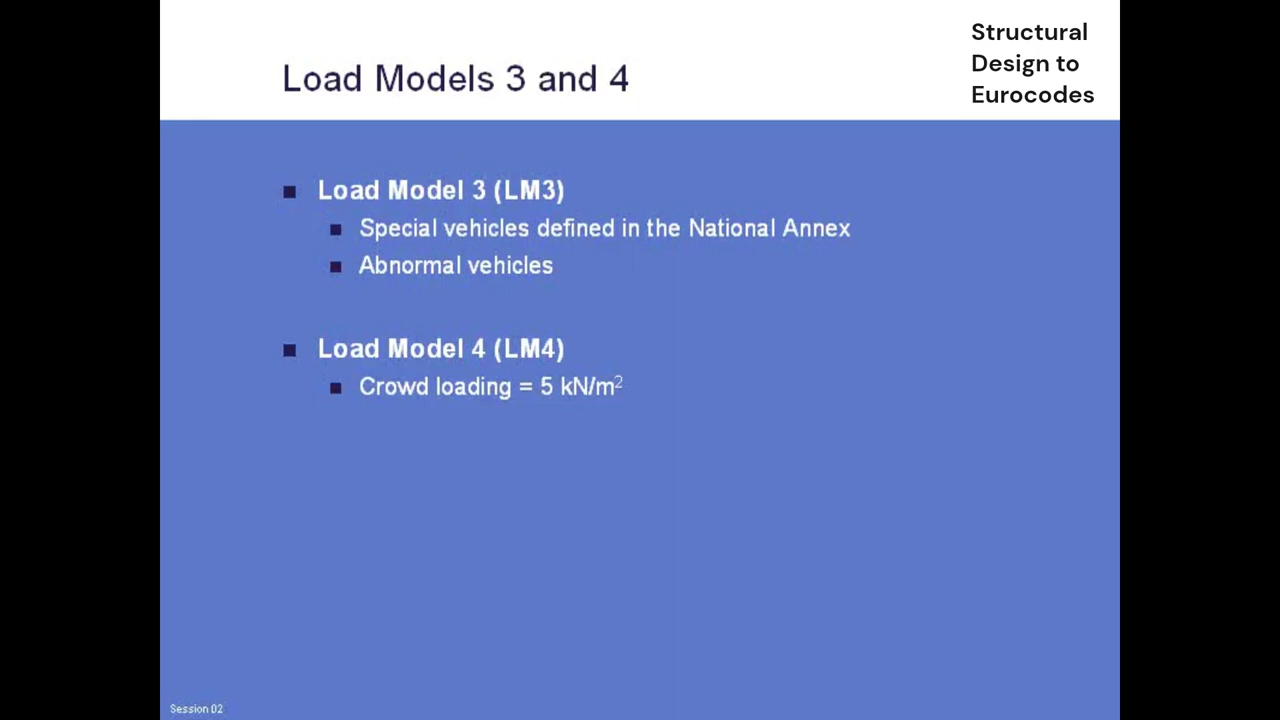 Structural
Design to
Eurocodes
Load Models 3 and 4
Load Model 3 (LM3)
Special vehicles defined in the National Annex
Abnormal vehicles
Load Model 4 (LM4)
Crowd loading = 5 kN/m²
Session 02